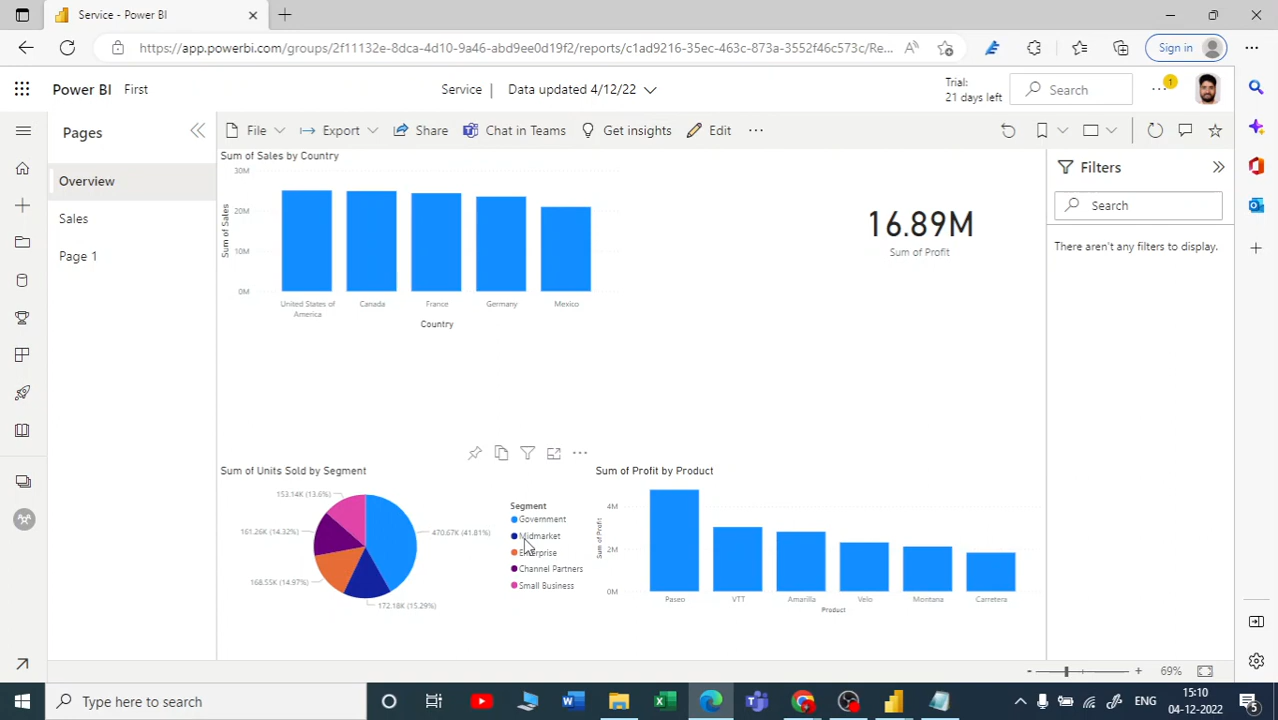 Service - Power BI
https://app.powerbi.com/groups/2f11132e-8dca-4d10-9a46-abd9ee0d19f2/reports/c1ad9216-35ec-463c-873a-3552f46c573c/Re...
Sign in
Power BI First
Service | Data updated 4/12/22
Trial:
21 days left
Search
1
Pages
File Export Share Chat in Teams Get insights Edit
Overview
Sales
Page 1
Sum of Sales by Country
30M
20M
10M
0M
Sum of Sales
United States of America
Canada
France
Germany
Mexico
Country
16.89M
Sum of Profit
Filters
Search
There aren't any filters to display.
Sum of Units Sold by Segment
153.14K (13.6%)
161.26K (14.32%)
168.55K (14.97%)
172.18K (15.29%)
470.67K (41.81%)
Segment
Government
Midmarket
Enterprise
Channel Partners
Small Business
Sum of Profit by Product
4M
2M
0M
Sum of Profit
Paseo
VTT
Amarilla
Velo
Montana
Carretera
Product
69%
Type here to search
ENG
15:10
04-12-2022
5